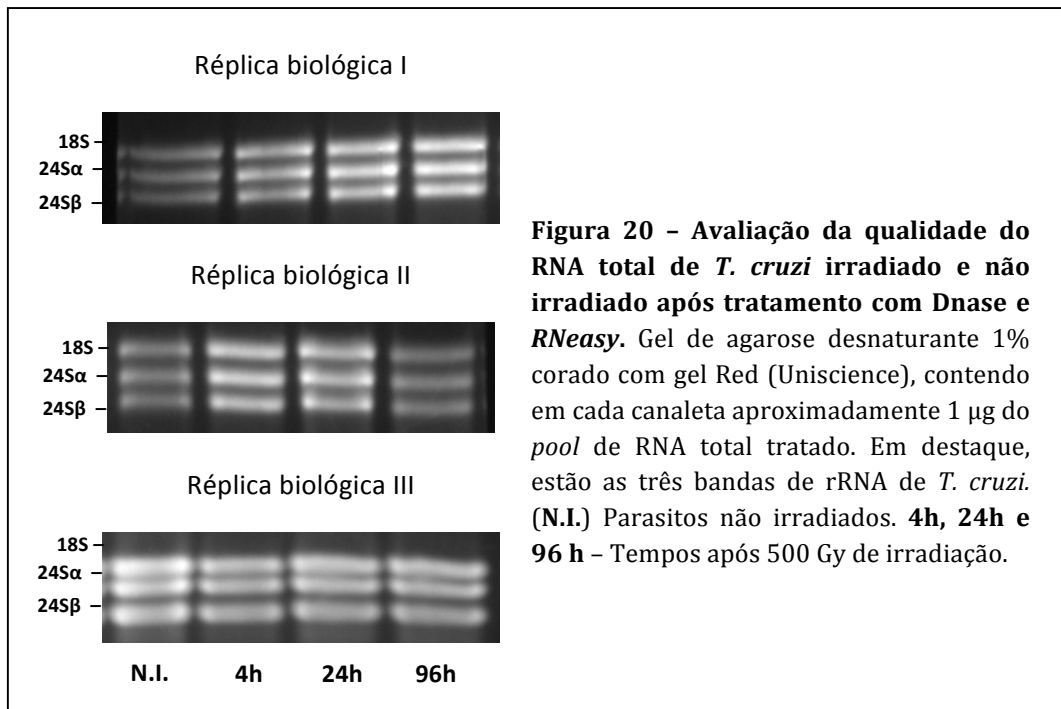 Réplica biológica I
18S
24Sα
24Sβ
Réplica biológica II
18S
24Sα
24Sβ
Réplica biológica III
18S
24Sα
24Sβ
N.I. 4h 24h 96h
Figura 20 – Avaliação da qualidade do
RNA total de T. cruzi irradiado e não
irradiado após tratamento com Dnase e
RNeasy. Gel de agarose desnaturante 1%
corado com gel Red (Uniscience), contendo
em cada canaleta aproximadamente 1 µg do
pool de RNA total tratado. Em destaque,
estão as três bandas de rRNA de T. cruzi.
(N.I.) Parasitos não irradiados. 4h, 24h e
96 h – Tempos após 500 Gy de irradiação.